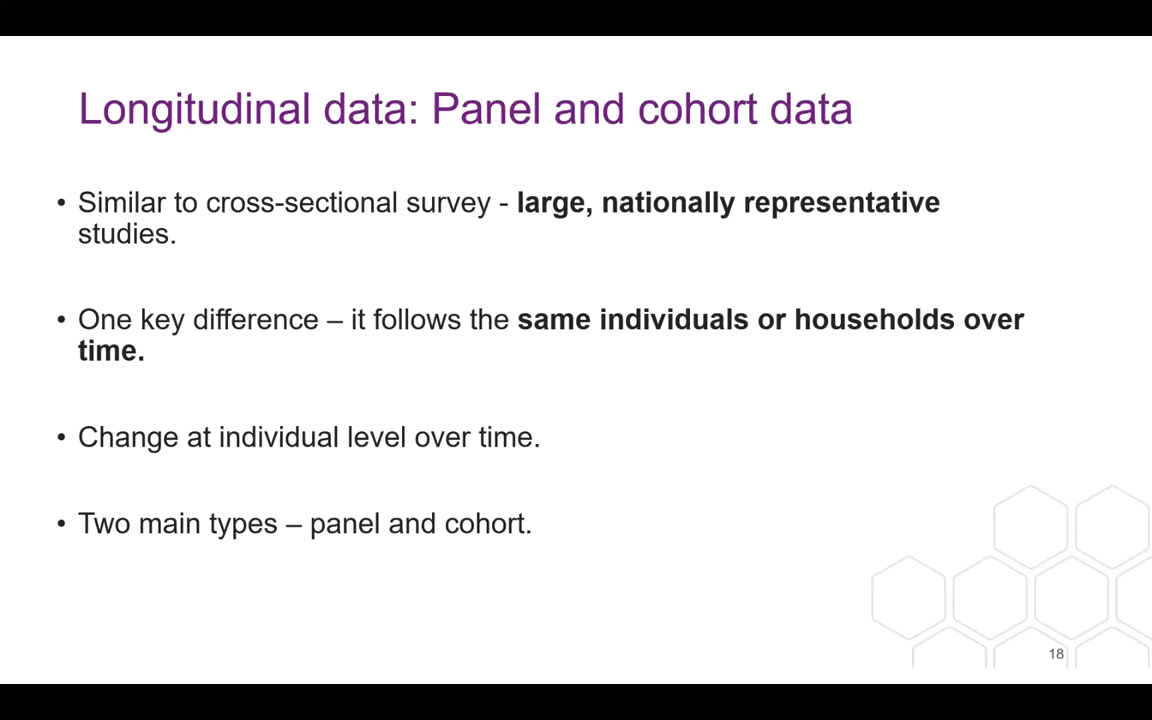 Longitudinal data: Panel and cohort data
• Similar to cross-sectional survey - large, nationally representative
studies.
• One key difference – it follows the same individuals or households over
time.
• Change at individual level over time.
• Two main types – panel and cohort.
18